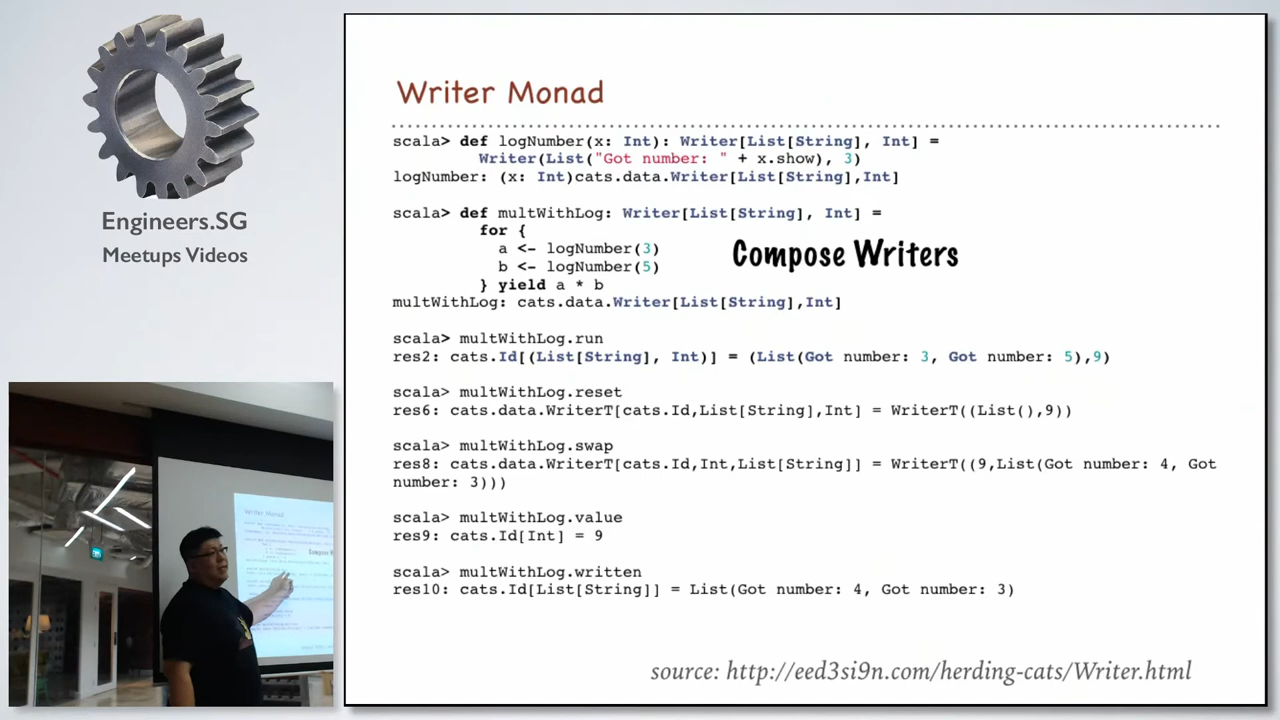 Engineers.SG
Meetups Videos
Writer Monad
scala> def logNumber(x: Int): Writer[List[String], Int] =
Writer(List("Got number: " + x.show), 3)
logNumber: (x: Int)cats.data.Writer[List[String],Int]
scala> def multWithLog: Writer[List[String], Int] =
for {
a <- logNumber(3)
b <- logNumber(5)
} yield a * b
Compose Writers
multWithLog: cats.data.Writer[List[String],Int]
scala> multWithLog.run
res2: cats.Id[(List[String], Int)] = (List(Got number: 3, Got number: 5),9)
scala> multWithLog.reset
res6: cats.data.WriterT[cats.Id,List[String],Int] = WriterT((List(),9))
scala> multWithLog.swap
res8: cats.data.WriterT[cats.Id,Int,List[String]] = WriterT((9,List(Got number: 4, Got
number: 3)))
scala> multWithLog.value
res9: cats.Id[Int] = 9
scala> multWithLog.written
res10: cats.Id[List[String]] = List(Got number: 4, Got number: 3)
source: http://eed3si9n.com/herding-cats/Writer.html
Writer Monad